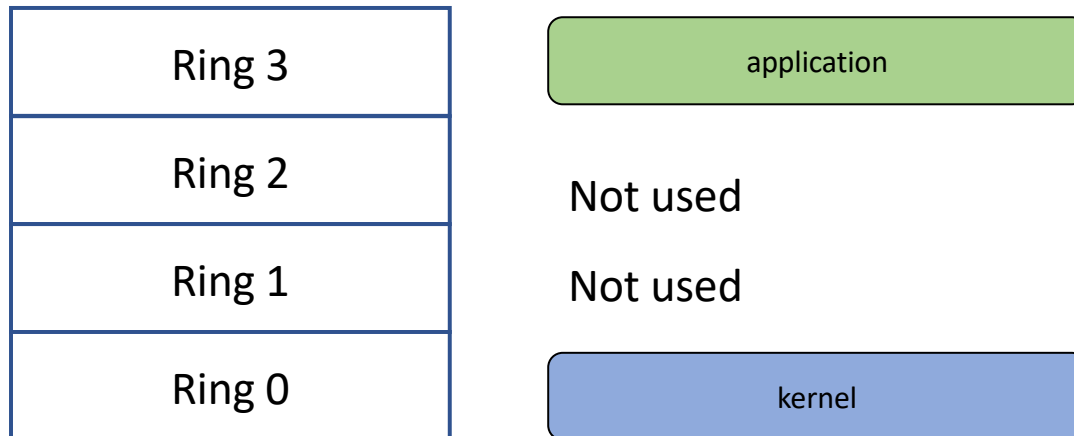 Ring 3
application
Ring 2
Not used
Ring 1
Not used
Ring 0
kernel